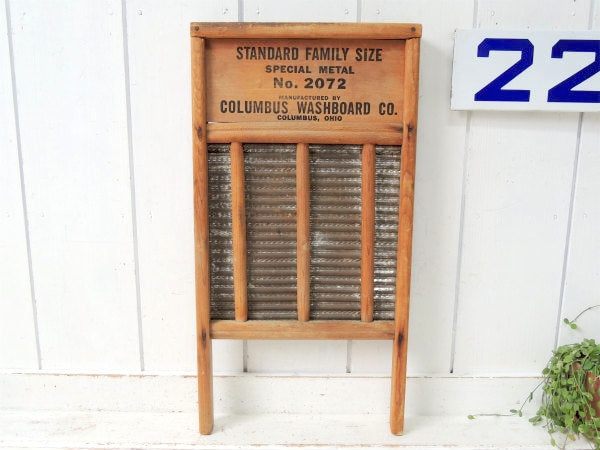 STANDARD FAMILY SIZE
SPECIAL METAL
No. 2072
MANUFACTURED BY
COLUMBUS WASHBOARD CO.
COLUMBUS, OHIO
22